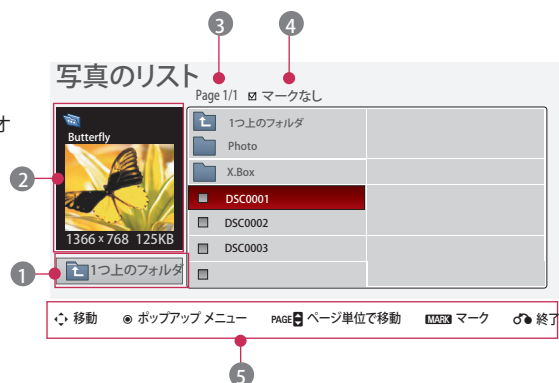 3 4
写真のリスト
Page 1/1 マークなし
オ
Butterfly
1366 x 768 125KB
1つ上のフォルダ
1つ上のフォルダ
Photo
X.Box
DSC0001
DSC0002
DSC0003
2
1
移動 ポップアップ メニュー PAGE ページ単位で移動 MARK マーク 終了
5